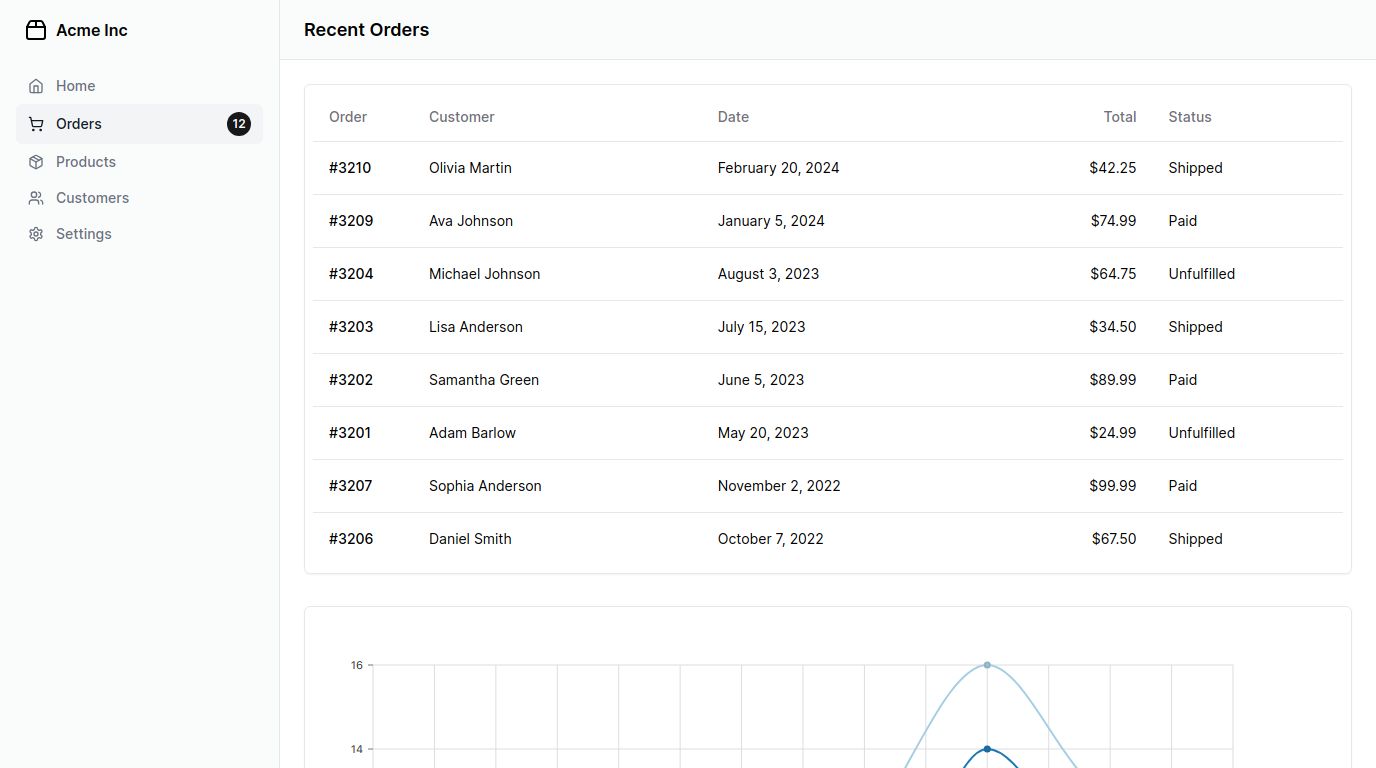 Acme Inc
Home
Orders 12
Products
Customers
Settings
Recent Orders
Order Customer Date Total Status
#3210 Olivia Martin February 20, 2024 $42.25 Shipped
#3209 Ava Johnson January 5, 2024 $74.99 Paid
#3204 Michael Johnson August 3, 2023 $64.75 Unfulfilled
#3203 Lisa Anderson July 15, 2023 $34.50 Shipped
#3202 Samantha Green June 5, 2023 $89.99 Paid
#3201 Adam Barlow May 20, 2023 $24.99 Unfulfilled
#3207 Sophia Anderson November 2, 2022 $99.99 Paid
#3206 Daniel Smith October 7, 2022 $67.50 Shipped
16
14